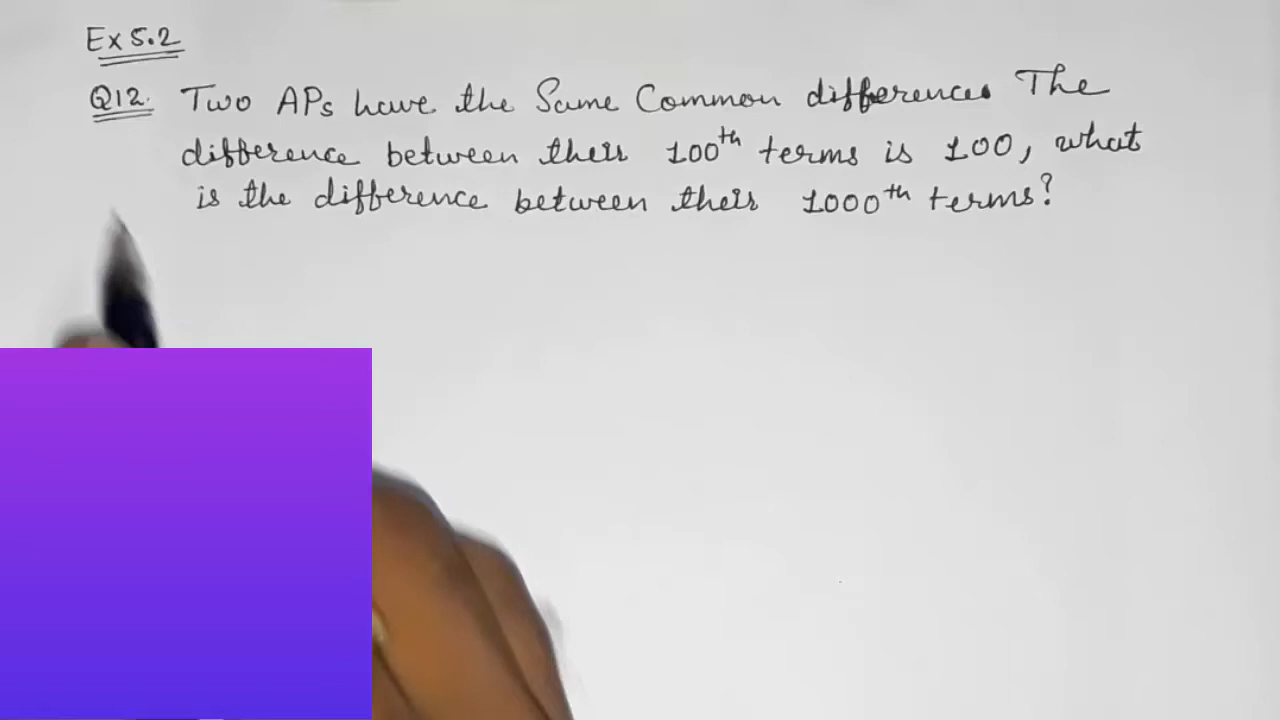 Ex 5.2
Q12. Two APs have the Same Common difference. The
difference between their 100th terms is 100, what
is the difference between their 1000th terms?